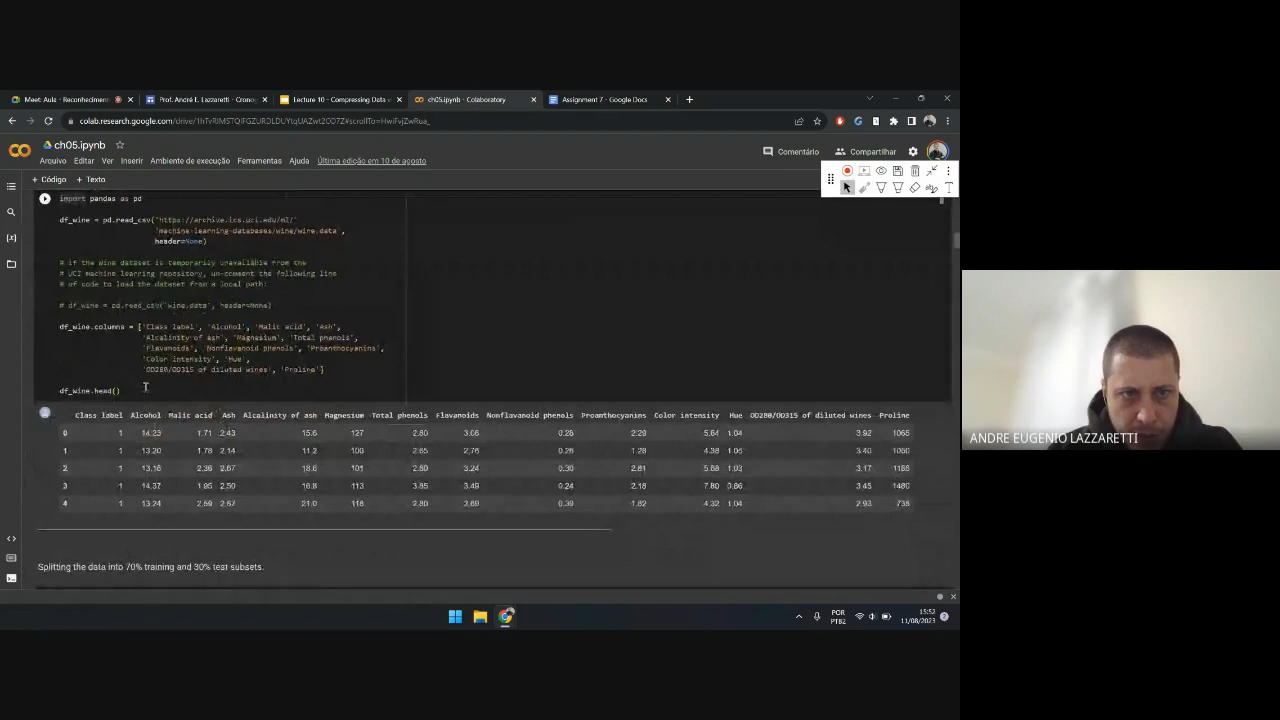 Meet: Aula - Reconheciment
Prof. André E. Lazzaretti - Cronog
Lecture 10 - Compressing Data v
ch05.ipynb - Colaboratory
Assignment 7 - Google Docs
colab.research.google.com/drive/
ch05.ipynb
Arquivo Editar Ver Inserir Ambiente de execução Ferramentas Ajuda Última edição em 10 de agosto
Comentário Compartilhar
+ Código + Texto
import pandas as pd
df_wine = pd.read_csv('https://archive.ics.uci.edu/ml/'
'machine-learning-databases/wine/wine.data',
header=None)
# if the Wine dataset is temporarily unavailable from the
# UCI machine learning repository, un-comment the following line
# of code to load the dataset from a local path:
# df_wine = pd.read_csv('wine.data', header=None)
df_wine.columns = ['Class label', 'Alcohol', 'Malic acid', 'Ash',
'Alcalinity of ash', 'Magnesium', 'Total phenols',
'Flavanoids', 'Nonflavanoid phenols', 'Proanthocyanins',
'Color intensity', 'Hue',
'OD280/OD315 of diluted wines', 'Proline']
df_wine.head()
Class label Alcohol Malic acid Ash Alcalinity of ash Magnesium Total phenols Flavanoids Nonflavanoid phenols Proanthocyanins Color intensity Hue OD280/OD315 of diluted wines Proline
0 1 14.23 1.71 2.43 15.6 127 2.80 3.06 0.28 2.29 5.64 1.04 3.92 1065
1 1 13.20 1.78 2.14 11.2 100 2.65 2.76 0.26 1.28 4.38 1.05 3.40 1050
2 1 13.16 2.36 2.67 18.6 101 2.80 3.24 0.30 2.81 5.68 1.03 3.17 1185
3 1 14.37 1.95 2.50 16.8 113 3.85 3.49 0.24 2.18 7.80 0.86 3.45 1480
4 1 13.24 2.59 2.87 21.0 118 2.80 2.69 0.39 1.82 4.32 1.04 2.93 735
Splitting the data into 70% training and 30% test subsets.
POR
PTB2
15:52
11/08/2023
ANDRE EUGENIO LAZZARETTI